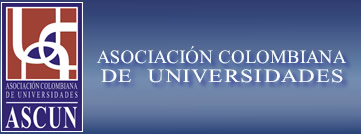 ASOCIACIÓN COLOMBIANA
DE UNIVERSIDADES
ASCUN
ASOCIACIÓN COLOMBIANA
DE UNIVERSIDADES